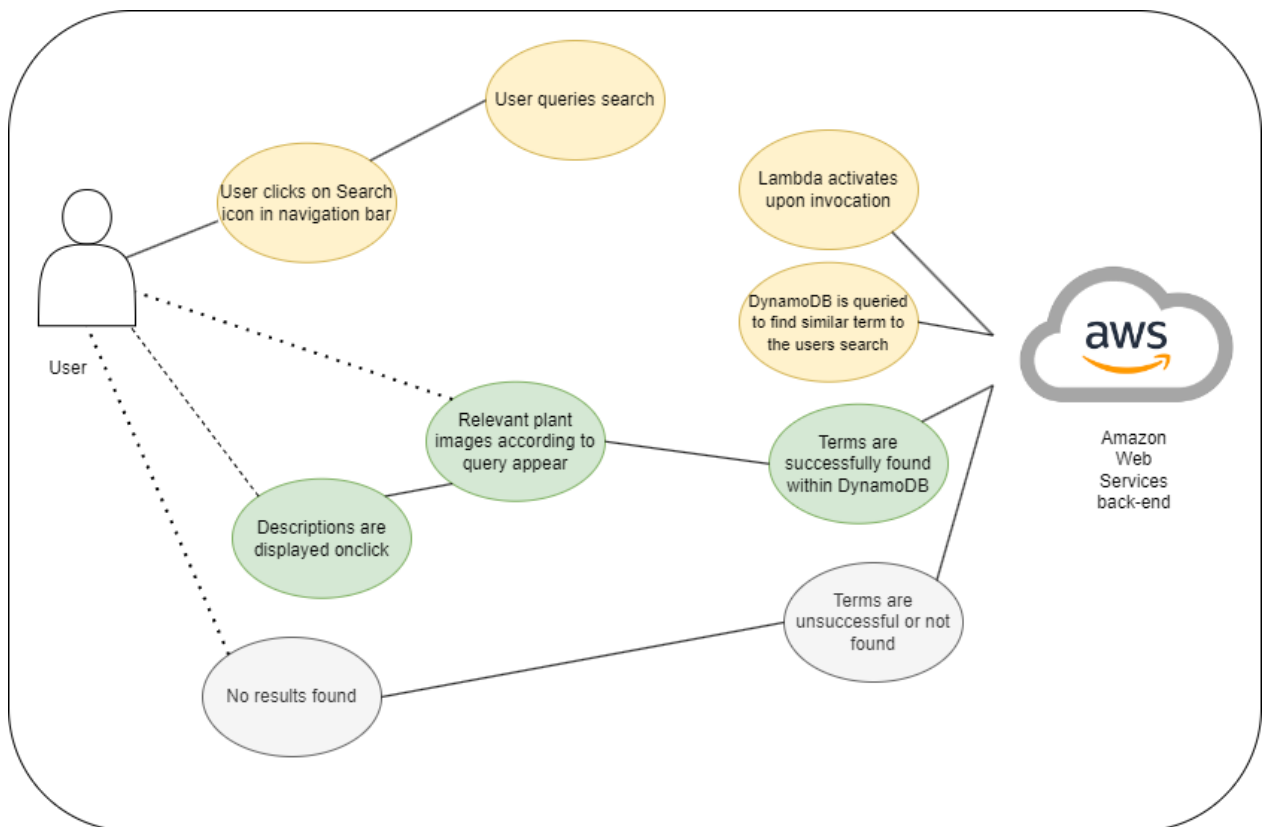 User queries search
User clicks on Search
icon in navigation bar
Lambda activates
upon invocation
DynamoDB is queried
to find similar term to
the users search
aws
User
Relevant plant
images according to
query appear
Terms are
successfully found
within DynamoDB
Amazon
Web
Services
back-end
Descriptions are
displayed onclick
Terms are
unsuccessful or not
found
No results found